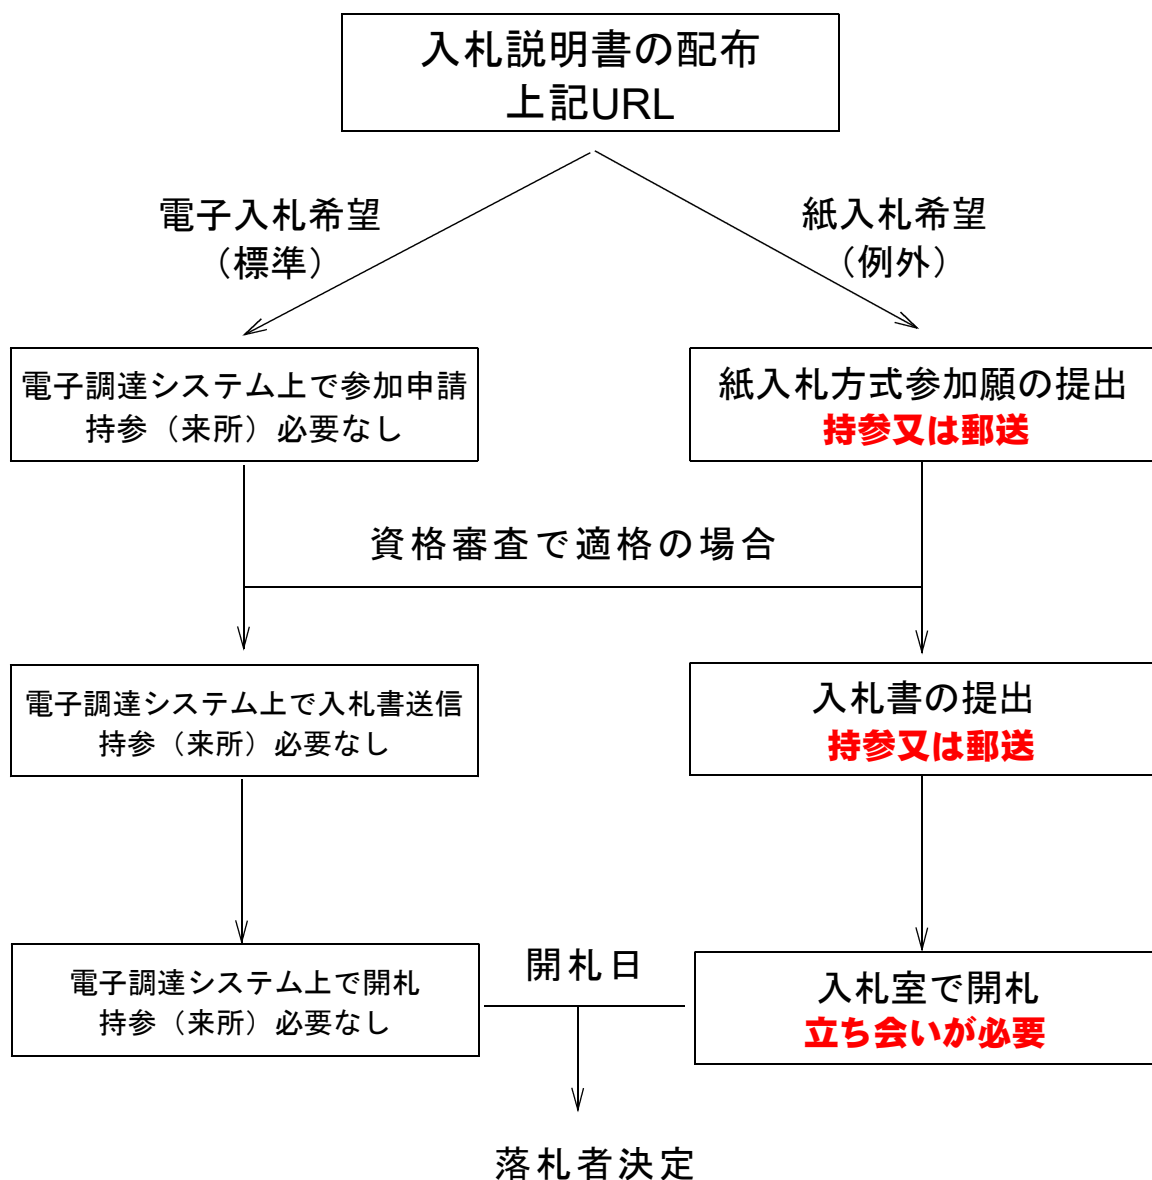 入札説明書の配布
上記URL
電子入札希望
（標準）
紙入札希望
（例外）
電子調達システム上で参加申請
持参（来所）必要なし
紙入札方式参加願の提出
持参又は郵送
資格審査で適格の場合
電子調達システム上で入札書送信
持参（来所）必要なし
入札書の提出
持参又は郵送
電子調達システム上で開札
持参（来所）必要なし
開札日
入札室で開札
立ち会いが必要
落札者決定